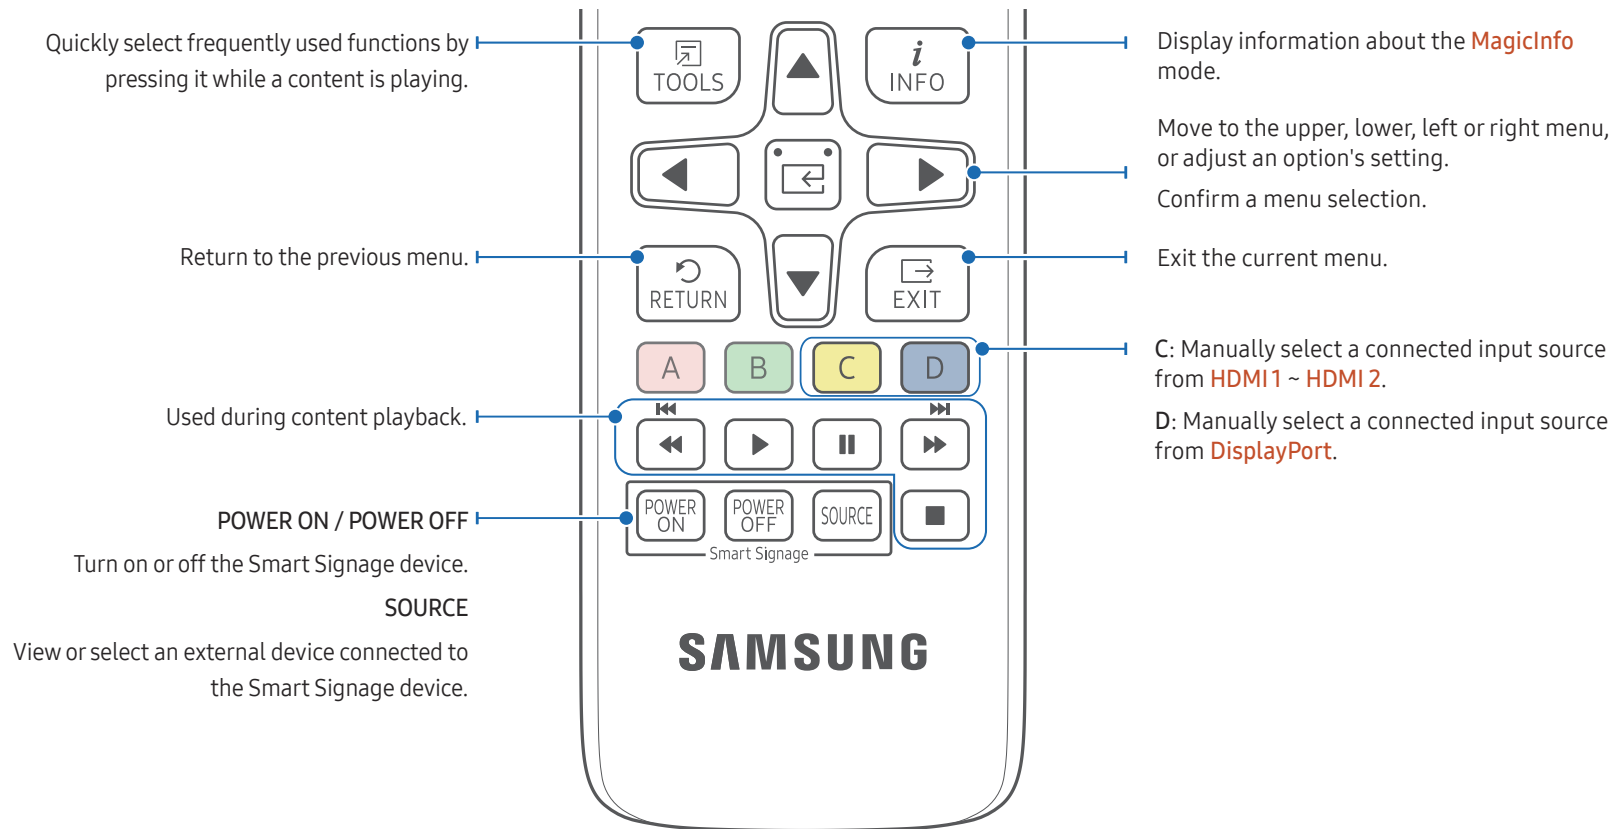 Quickly select frequently used functions by
pressing it while a content is playing.
TOOLS
i
INFO
Display information about the MagicInfo
mode.
Move to the upper, lower, left or right menu,
or adjust an option's setting.
Confirm a menu selection.
Return to the previous menu.
RETURN
EXIT
Exit the current menu.
A
B
C
D
C: Manually select a connected input source
from HDMI 1 ~ HDMI 2.
D: Manually select a connected input source
from DisplayPort.
Used during content playback.
POWER ON / POWER OFF
Turn on or off the Smart Signage device.
SOURCE
View or select an external device connected to
the Smart Signage device.
POWER
ON
POWER
OFF
SOURCE
Smart Signage
SAMSUNG